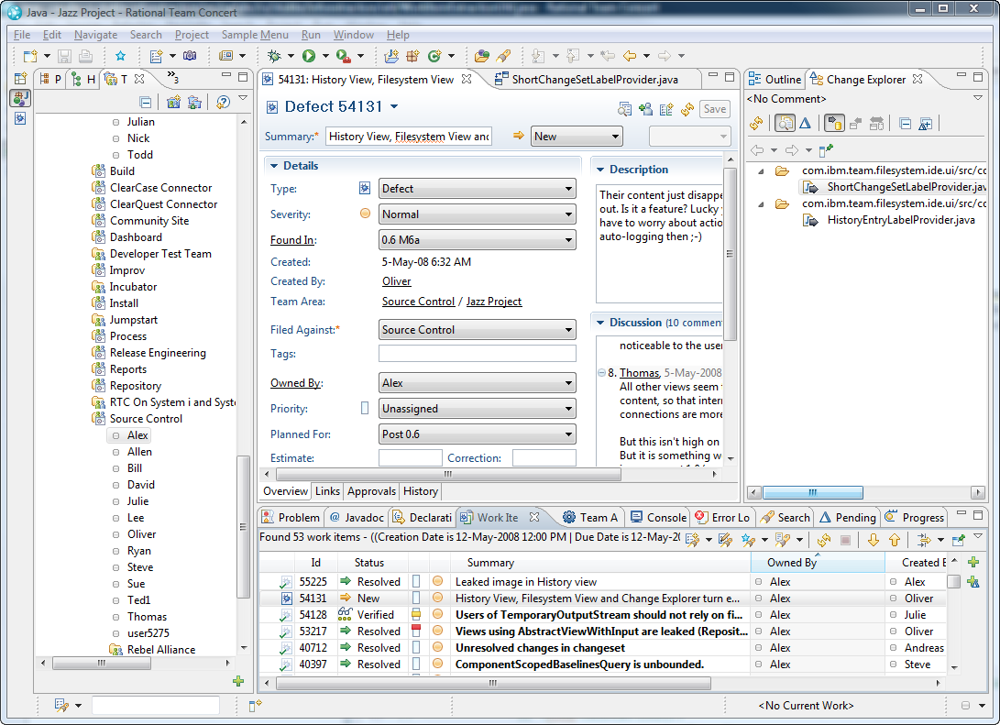 Java - Jazz Project - Rational Team Concert
File Edit Navigate Search Project Sample Menu Run Window Help
P H T 3
Julian
Nick
Todd
Build
ClearCase Connector
ClearQuest Connector
Community Site
Dashboard
Developer Test Team
Improv
Incubator
Install
Jumpstart
Process
Release Engineering
Reports
Repository
RTC On System i and Syste
Source Control
Alex
Allen
Bill
David
Julie
Lee
Oliver
Ryan
Steve
Sue
Ted1
Thomas
user5275
Rebel Alliance
54131: History View, Filesystem View ShortChangeSetLabelProvider.java
Defect 54131
Save
Summary:* History View, Filesystem View and New
Details
Type: Defect
Severity: Normal
Found In: 0.6 M6a
Created: 5-May-08 6:32 AM
Created By: Oliver
Team Area: Source Control / Jazz Project
Filed Against:* Source Control
Tags:
Owned By: Alex
Priority: Unassigned
Planned For: Post 0.6
Estimate: Correction:
Description
Their content just disappe
out. Is it a feature? Lucky
have to worry about actio
auto-logging then ;-)
Discussion (10 comment
noticeable to the user
8. Thomas, 5-May-2008
All other views seem
content, so that inter
connections are more
But this isn't high on
But it is something w
Overview Links Approvals History
Outline Change Explorer
<No Comment>
com.ibm.team.filesystem.ide.ui/src/co
ShortChangeSetLabelProvider.jav
com.ibm.team.filesystem.ide.ui/src/co
HistoryEntryLabelProvider.java
Problem @ Javadoc Declarati Work Ite Team A Console Error Lo Search Pending Progress
Found 53 work items - ((Creation Date is 12-May-2008 12:00 PM | Due Date is 12-May-20
Id Status Summary Owned By Created B
55225 Resolved Leaked image in History view Alex Alex
54131 New History View, Filesystem View and Change Explorer turn e... Alex Oliver
54128 Verified Users of TemporaryOutputStream should not rely on fi... Alex Julie
53217 Resolved Views using AbstractViewWithInput are leaked (Reposit... Alex Oliver
40712 Resolved Unresolved changes in changeset Alex Andreas
40397 Resolved ComponentScopedBaselinesQuery is unbounded. Alex Steve
<No Current Work>